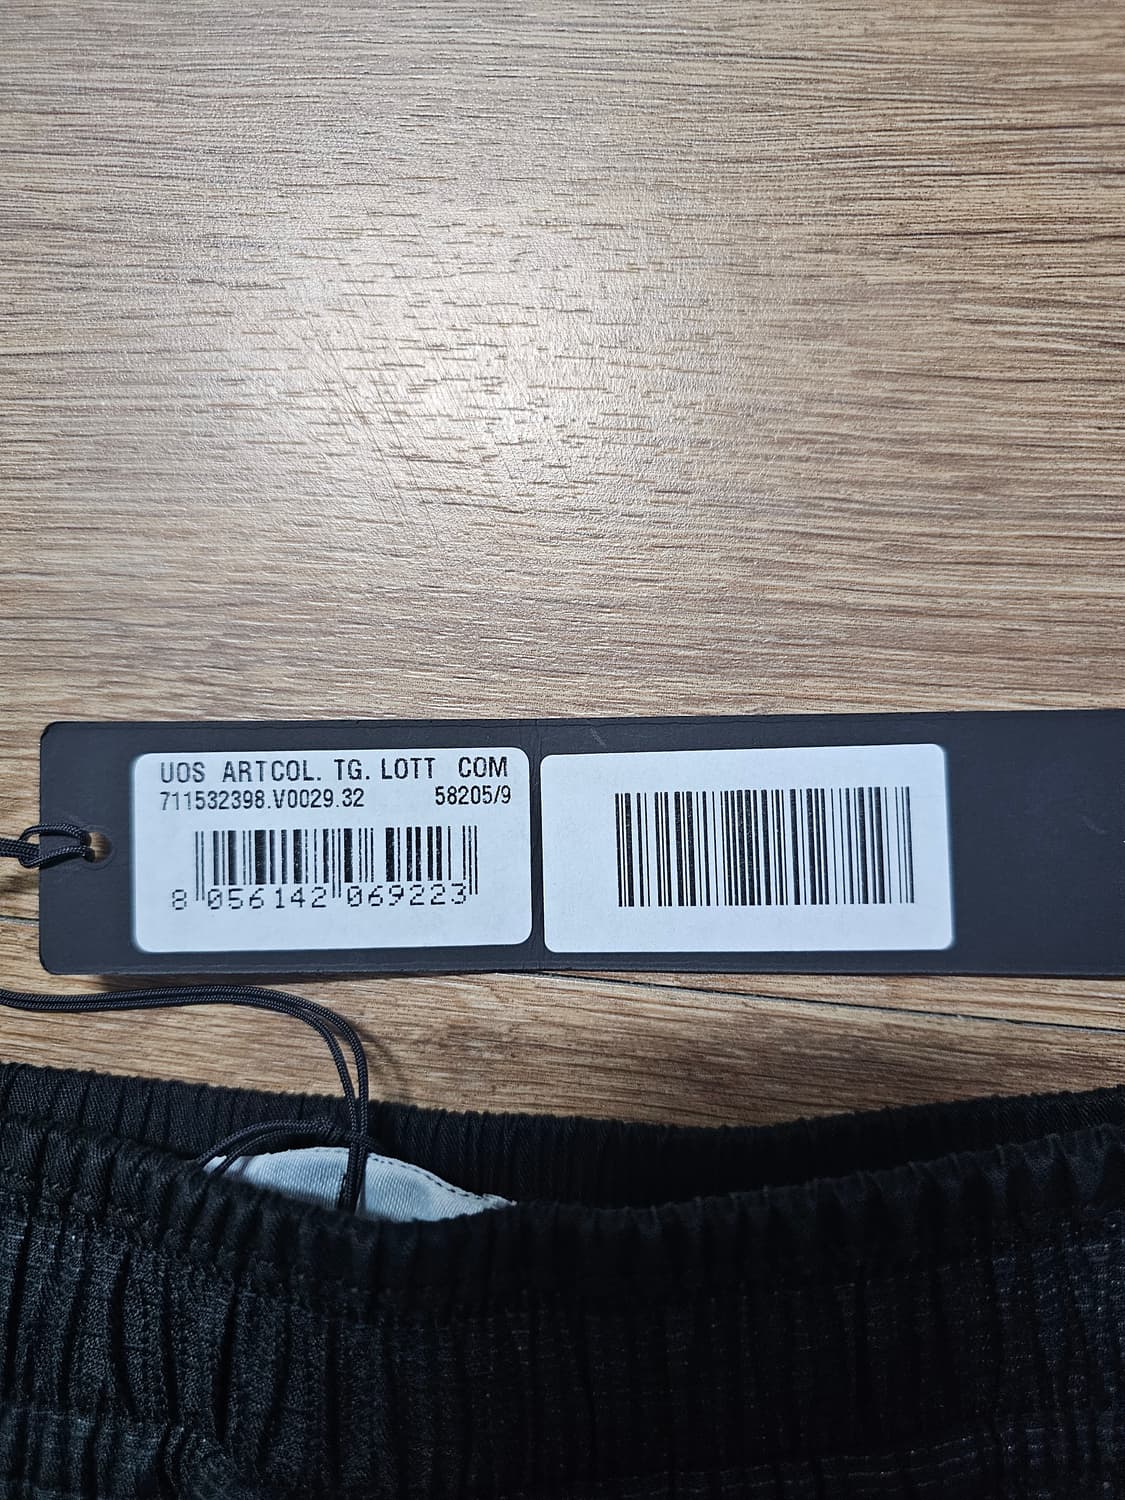 UOS ARTCOL. TG. LOTT COM
711532398.V0029.32 58205/9
8 056142 069223